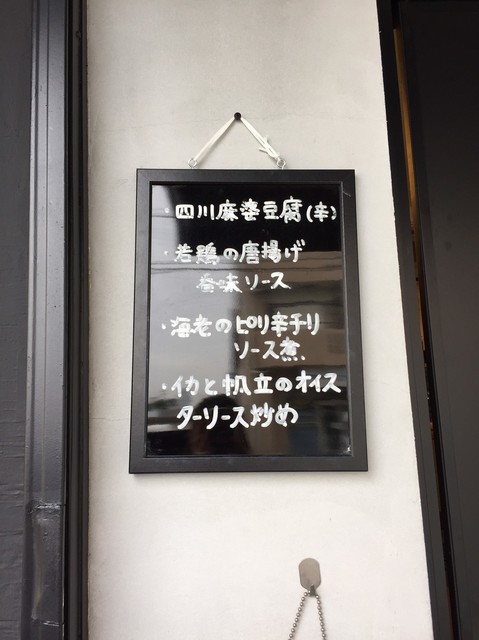 ・四川麻婆豆腐(辛)
・若鶏の唐揚げ
香味ソース
・海老のピリ辛チリ
ソース煮、
・イカと帆立のオイス
ターソース炒め